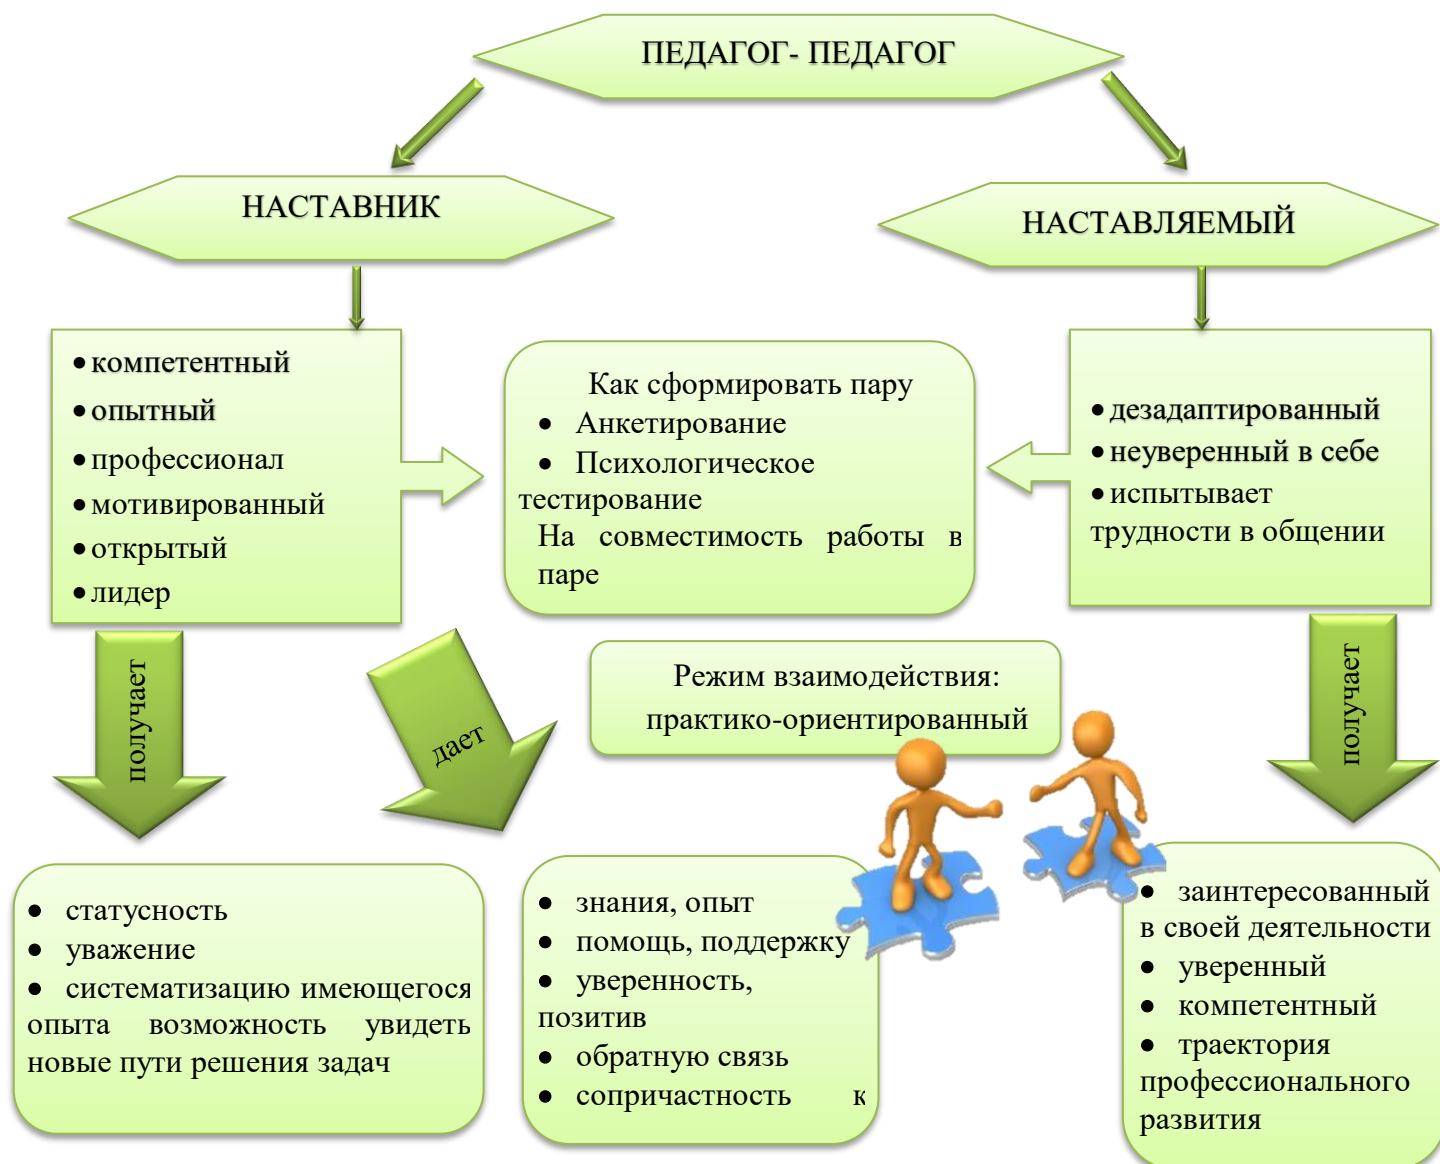 ПЕДАГОГ- ПЕДАГОГ
НАСТАВНИК
НАСТАВЛЯЕМЫЙ
• компетентный
• опытный
• профессионал
• мотивированный
• открытый
• лидер
Как сформировать пару
• Анкетирование
• Психологическое
тестирование
На совместимость работы в
паре
• дезадаптированный
• неуверенный в себе
• испытывает
трудности в общении
получает
дает
Режим взаимодействия:
практико-ориентированный
получает
• статусность
• уважение
• систематизацию имеющегося
опыта возможность увидеть
новые пути решения задач
• знания, опыт
• помощь, поддержку
• уверенность,
позитив
• обратную связь
• сопричастность к
• заинтересованный
в своей деятельности
• уверенный
• компетентный
• траектория
профессионального
развития